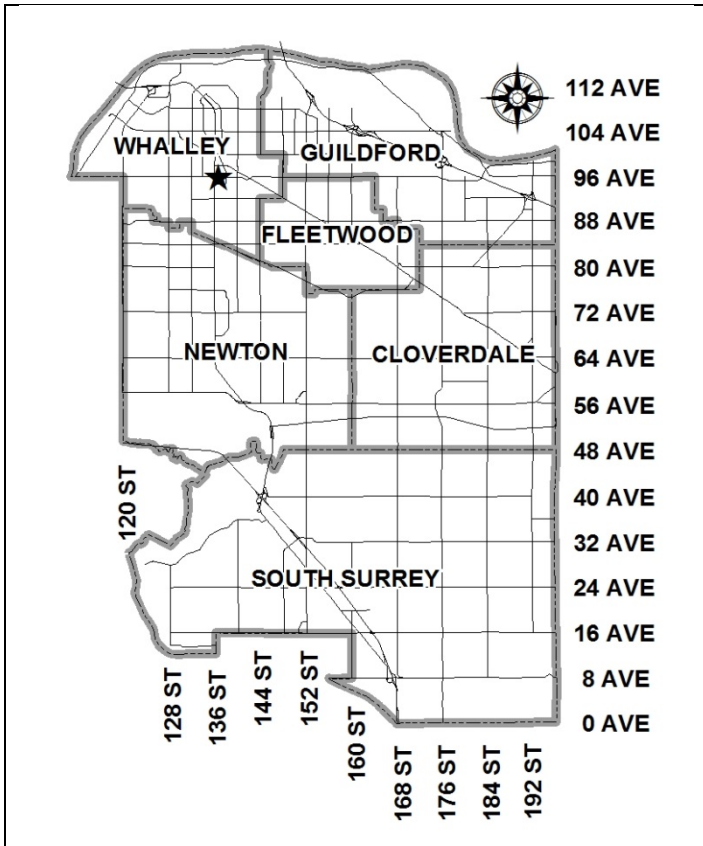 112 AVE
104 AVE
WHALLEY
GUILDFORD
96 AVE
88 AVE
FLEETWOOD
80 AVE
72 AVE
NEWTON
CLOVERDALE
64 AVE
56 AVE
48 AVE
120 ST
40 AVE
32 AVE
SOUTH SURREY
24 AVE
16 AVE
128 ST
136 ST
144 ST
152 ST
160 ST
8 AVE
0 AVE
168 ST
176 ST
184 ST
192 ST